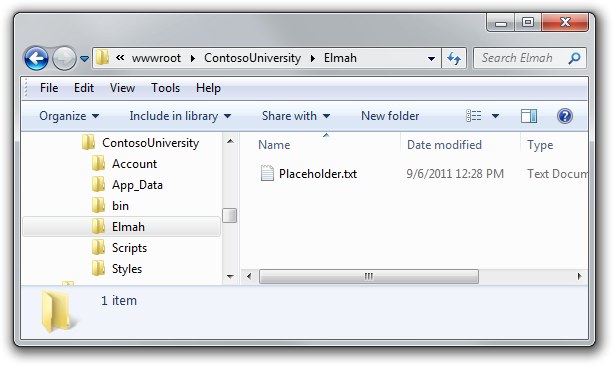 « wwwroot ▸ ContosoUniversity ▸ Elmah
Search Elmah
File Edit View Tools Help
Organize Include in library Share with New folder
ContosoUniversity
Account
App_Data
bin
Elmah
Scripts
Styles
Name Date modified Type
Placeholder.txt 9/6/2011 12:28 PM Text Docum
1 item